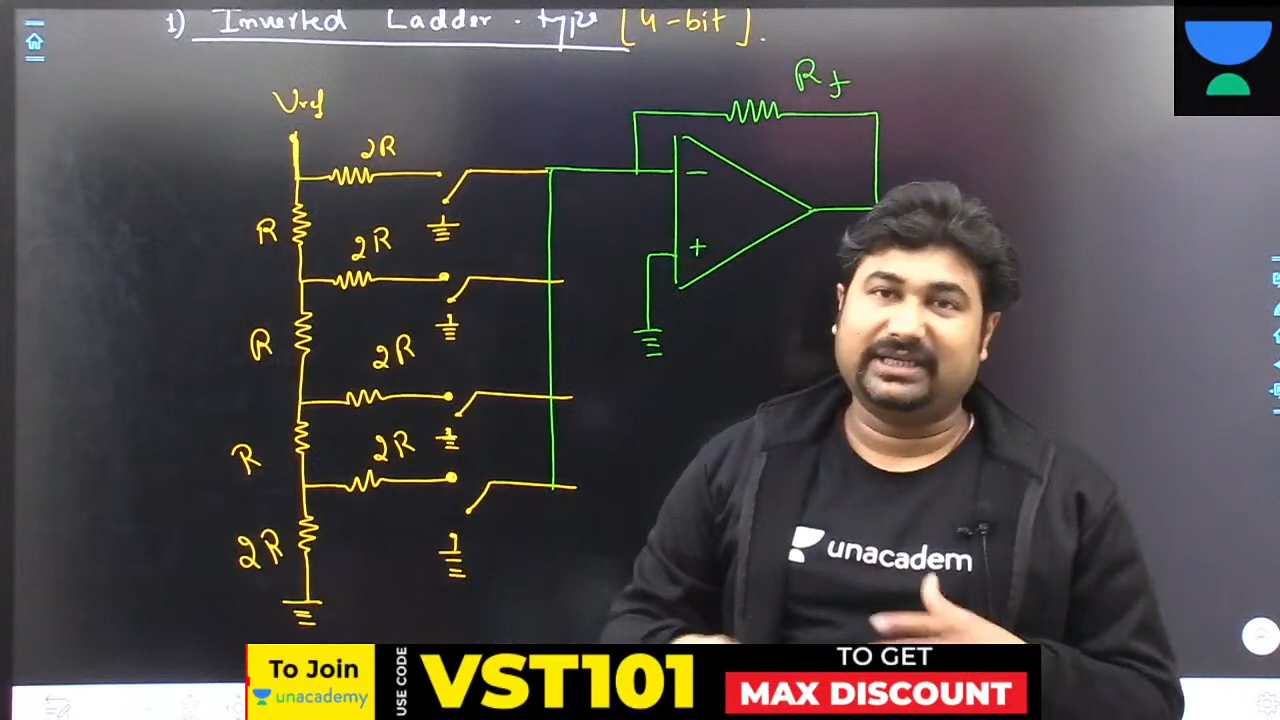 1) Inverted Ladder-type [4-bit].
Vref
Rf
2R
R
2R
R
2R
R
2R
2R
-
+
unacadem
To Join
unacademy
USE CODE
VST101
TO GET
MAX DISCOUNT